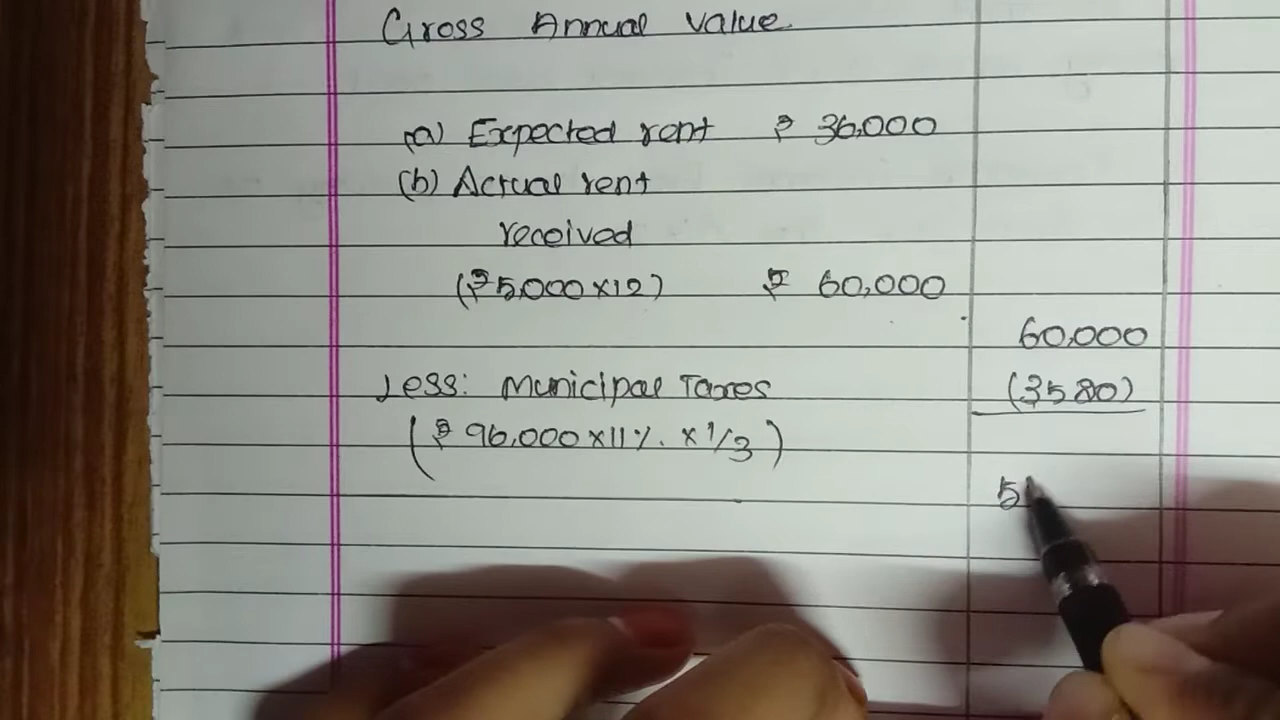 Gross Annual value.
(a) Expected rent ₹ 36,000
(b) Actual rent
received
(₹5,000×12) ₹ 60,000
60,000
Less: Municipal Taxes (3580)
(₹ 96,000×11%. ×1/3)
5